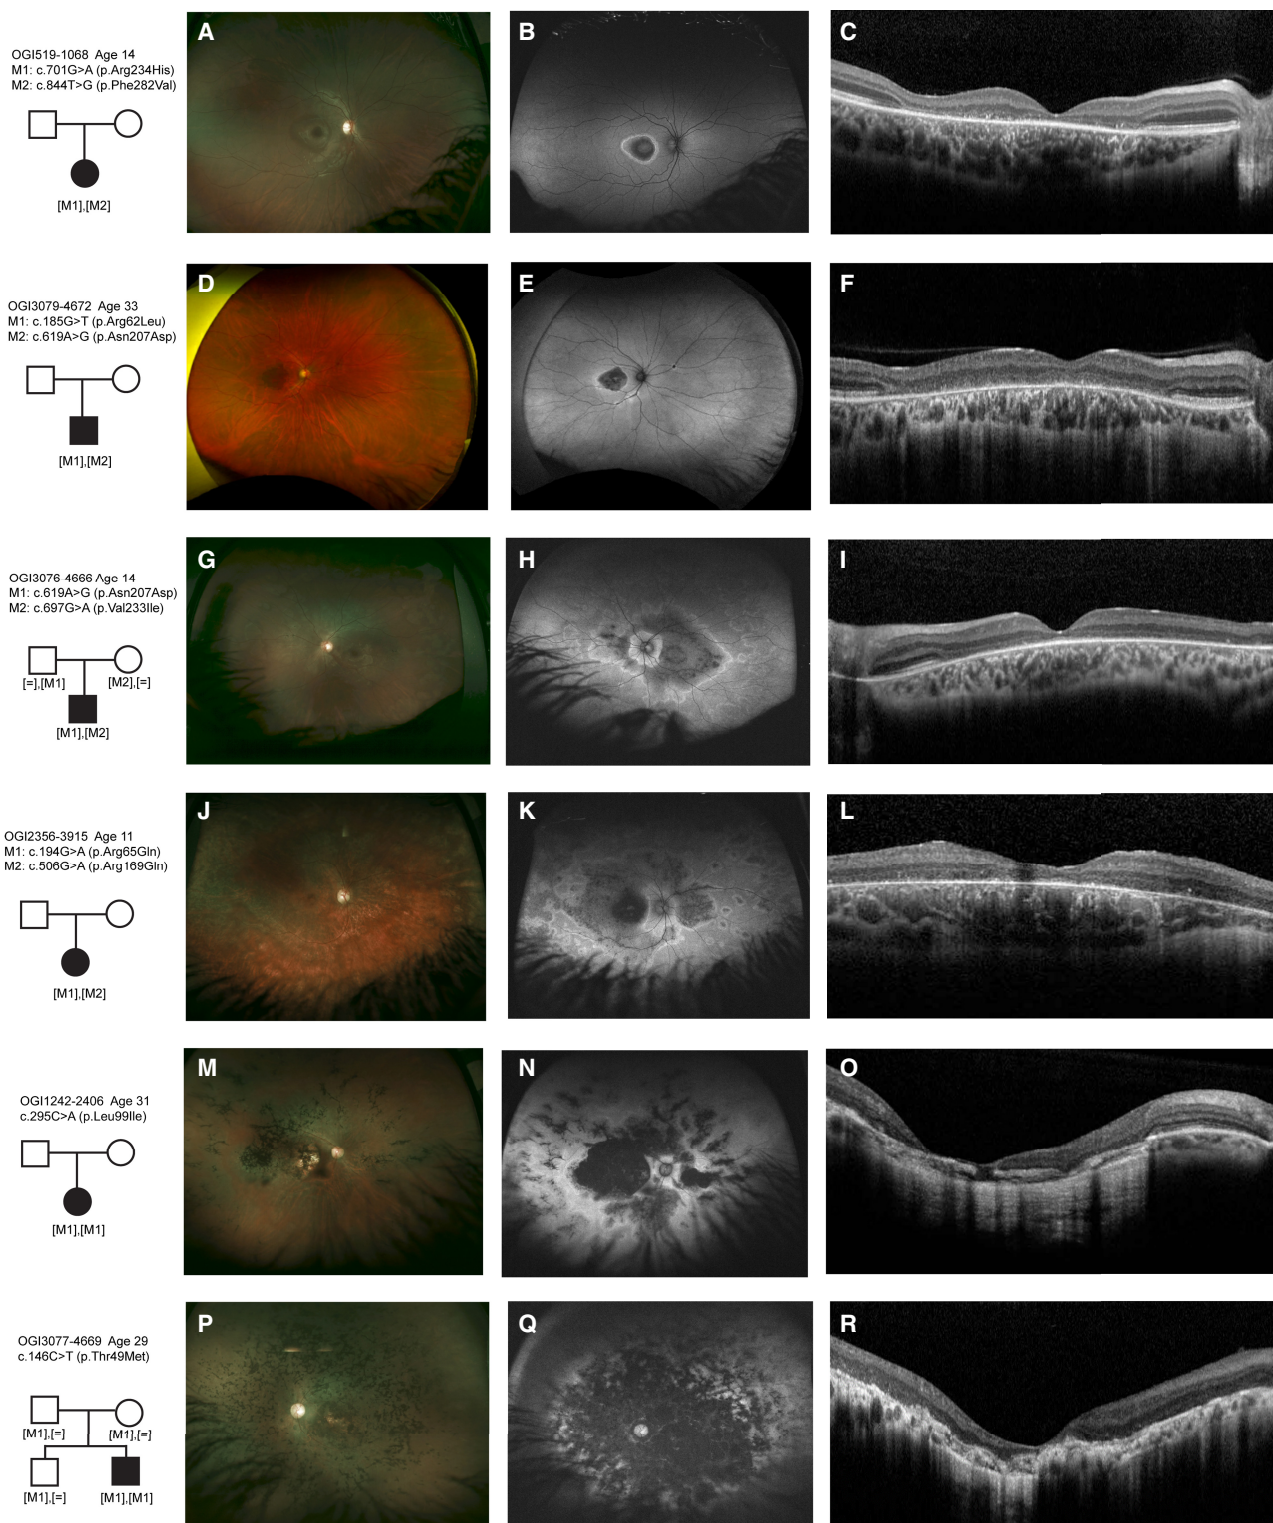 OGI519-1068 Age 14
M1: c.701G>A (p.Arg234His)
M2: c.844T>G (p.Phe282Val)
[M1],[M2]
A
B
C
OGI3079-4672 Age 33
M1: c.185G>T (p.Arg62Leu)
M2: c.619A>G (p.Asn207Asp)
[M1],[M2]
D
E
F
OGI3076-4666 Age 14
M1: c.619A>G (p.Asn207Asp)
M2: c.697G>A (p.Val233Ile)
[=],[M1]
[M2],[=]
[M1],[M2]
G
H
I
OGI2356-3915 Age 11
M1: c.194G>A (p.Arg65Gln)
M2: c.506G>A (p.Arg169Gln)
[M1],[M2]
J
K
L
OGI1242-2406 Age 31
c.295C>A (p.Leu99Ile)
[M1],[M1]
M
N
O
OGI3077-4669 Age 29
c.146C>T (p.Thr49Met)
[M1],[=]
[M1],[=]
[M1],[=]
[M1],[M1]
P
Q
R